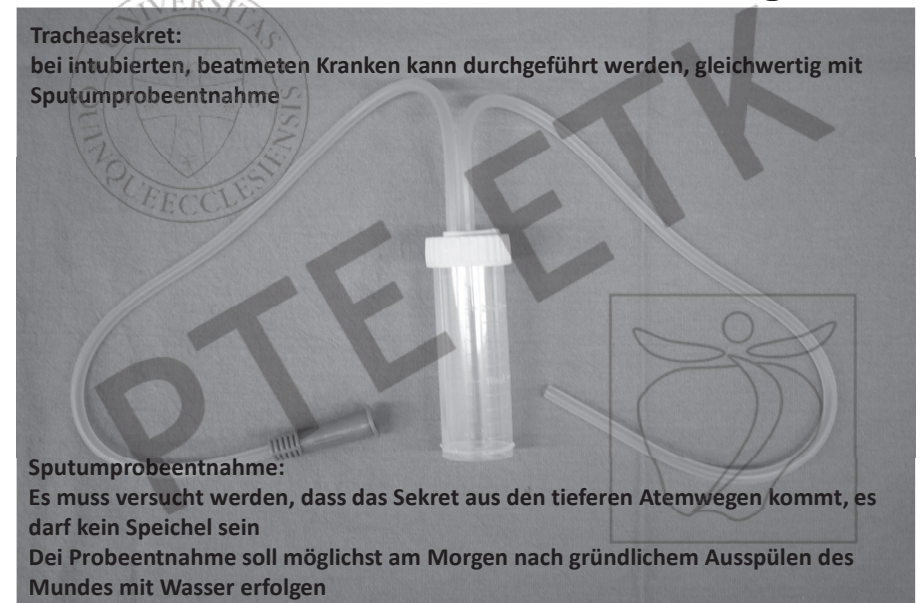 Tracheasekret:
bei intubierten, beatmeten Kranken kann durchgeführt werden, gleichwertig mit
Sputumprobeentnahme
UNIVERSITAS
QUINQUEECCLESIENSIS
PTE ETK
Sputumprobeentnahme:
Es muss versucht werden, dass das Sekret aus den tieferen Atemwegen kommt, es
darf kein Speichel sein
Dei Probeentnahme soll möglichst am Morgen nach gründlichem Ausspülen des
Mundes mit Wasser erfolgen